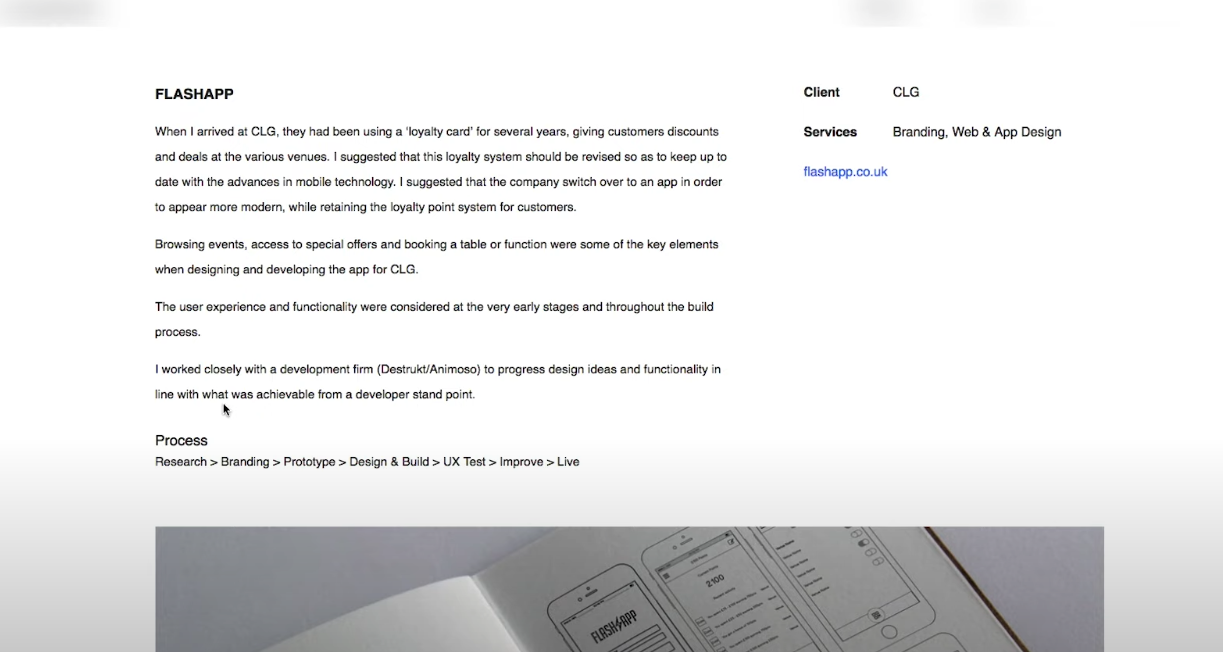 FLASHAPP
When I arrived at CLG, they had been using a ‘loyalty card’ for several years, giving customers discounts
and deals at the various venues. I suggested that this loyalty system should be revised so as to keep up to
date with the advances in mobile technology. I suggested that the company switch over to an app in order
to appear more modern, while retaining the loyalty point system for customers.
Browsing events, access to special offers and booking a table or function were some of the key elements
when designing and developing the app for CLG.
The user experience and functionality were considered at the very early stages and throughout the build
process.
I worked closely with a development firm (Destrukt/Animoso) to progress design ideas and functionality in
line with what was achievable from a developer stand point.
Process
Research > Branding > Prototype > Design & Build > UX Test > Improve > Live
Client CLG
Services Branding, Web & App Design
flashapp.co.uk
FLASHAPP
2100